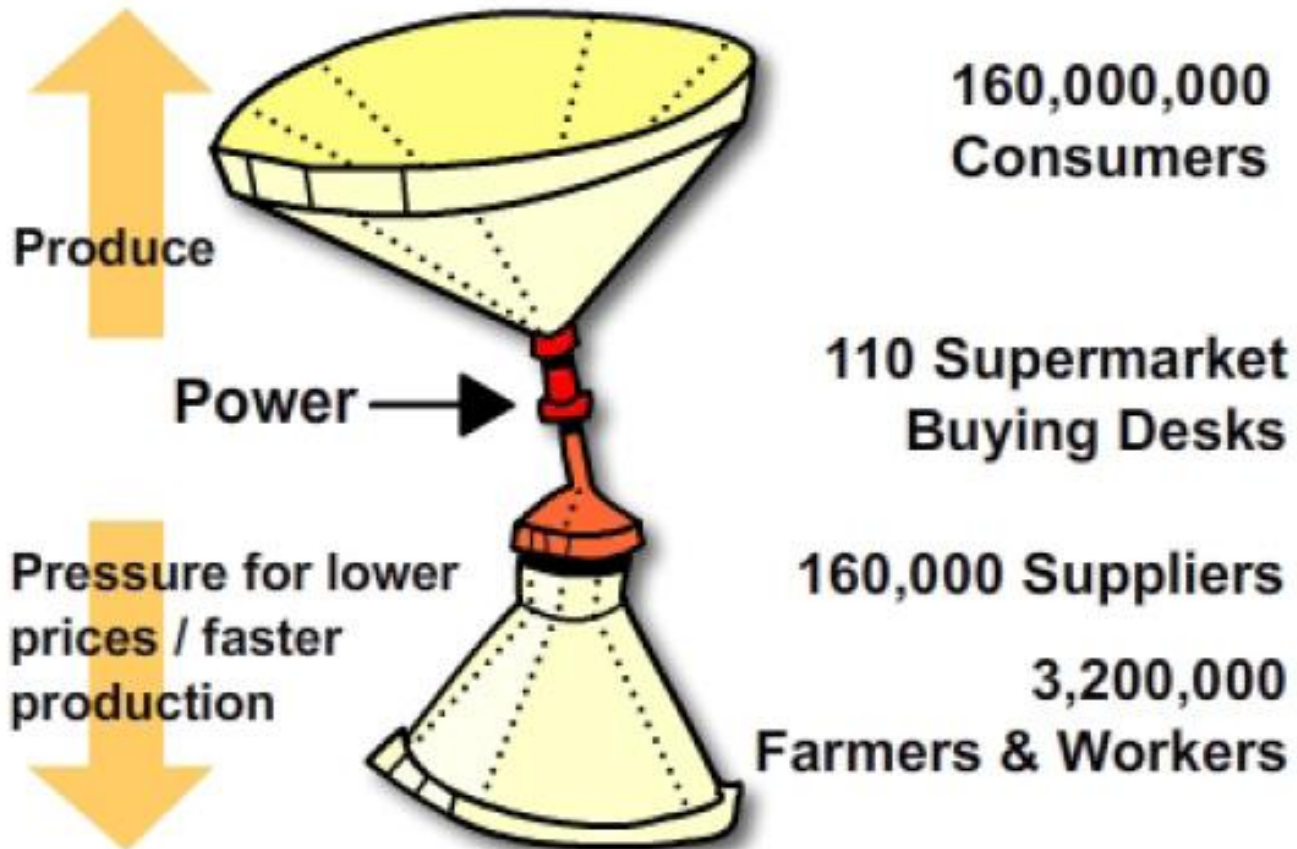 160,000,000
Consumers
Produce
110 Supermarket
Buying Desks
Power
Pressure for lower
prices / faster
production
160,000 Suppliers
3,200,000
Farmers & Workers